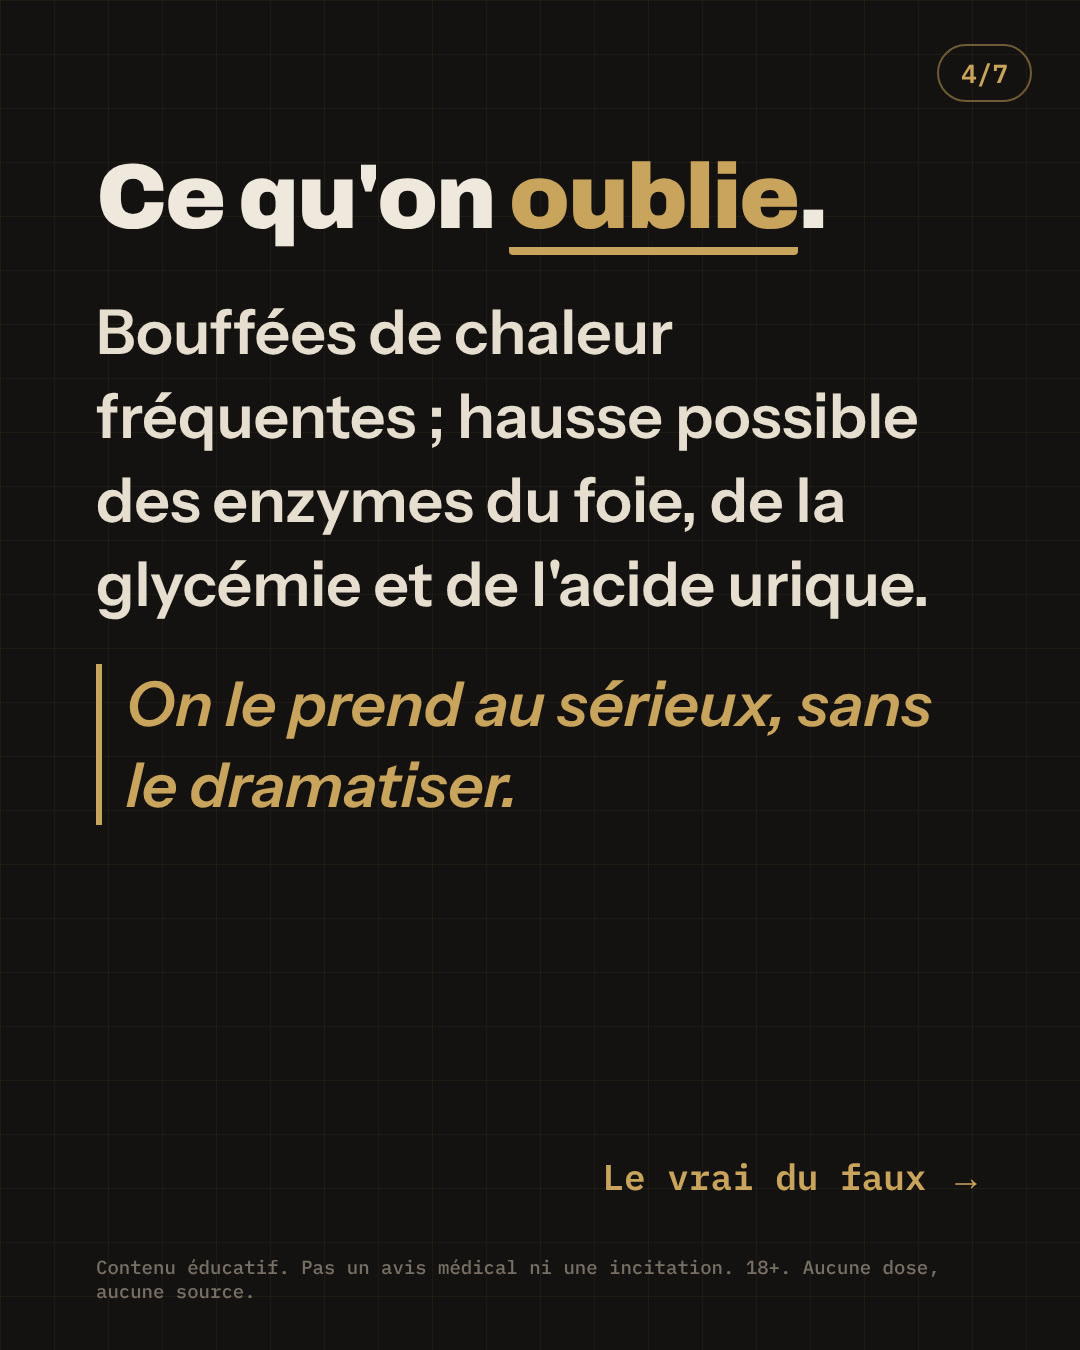 4/7
Ce qu'on oublie.
Bouffées de chaleur
fréquentes ; hausse possible
des enzymes du foie, de la
glycémie et de l'acide urique.
On le prend au sérieux, sans
le dramatiser.
Le vrai du faux →
Contenu éducatif. Pas un avis médical ni une incitation. 18+. Aucune dose,
aucune source.